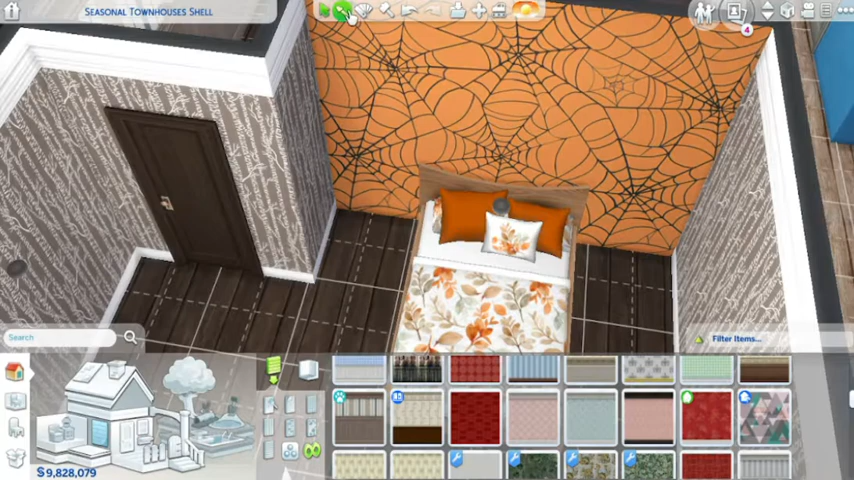 SEASONAL TOWNHOUSES SHELL
4
Search
Filter Items...
$9,828,079